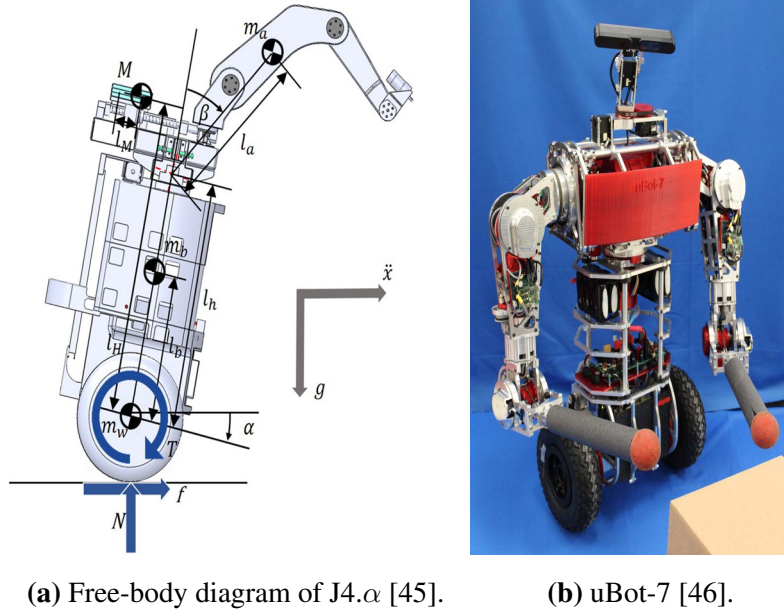 m_a
M
β
l_M
l_a
m_b
l_h
l_H
l_b
ẍ
g
m_w
T
α
f
N
uBot-7
(a) Free-body diagram of J4.α [45].
(b) uBot-7 [46].